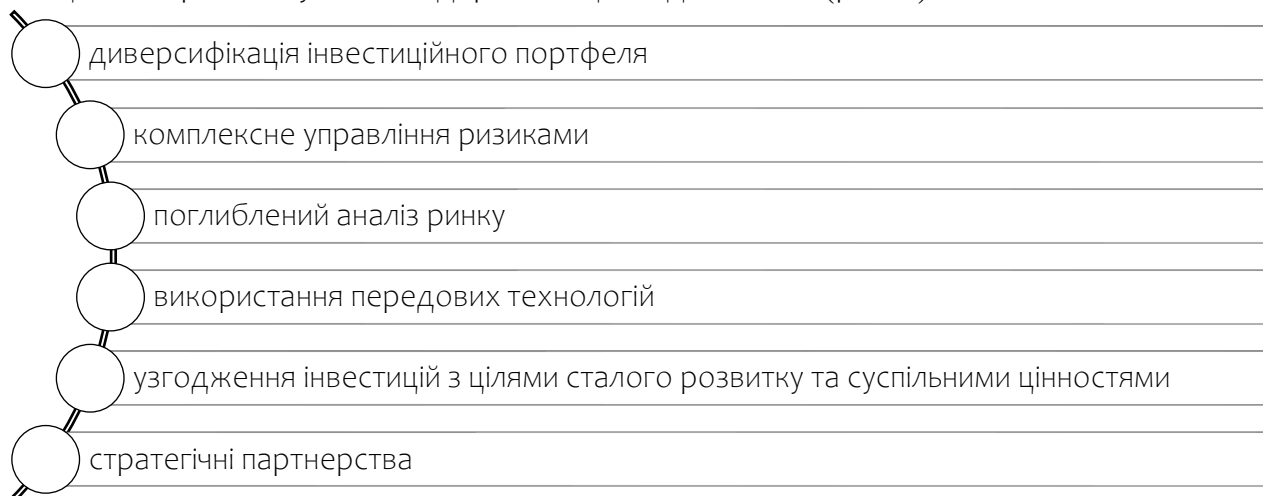 диверсифікація інвестиційного портфеля
комплексне управління ризиками
поглиблений аналіз ринку
використання передових технологій
узгодження інвестицій з цілями сталого розвитку та суспільними цінностями
стратегічні партнерства